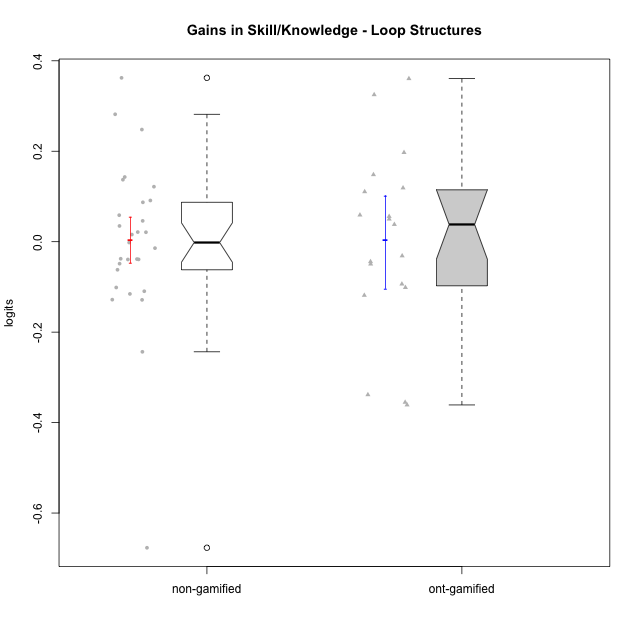 Gains in Skill/Knowledge - Loop Structures
logits
0.4
0.2
0.0
-0.2
-0.4
-0.6
non-gamified
ont-gamified